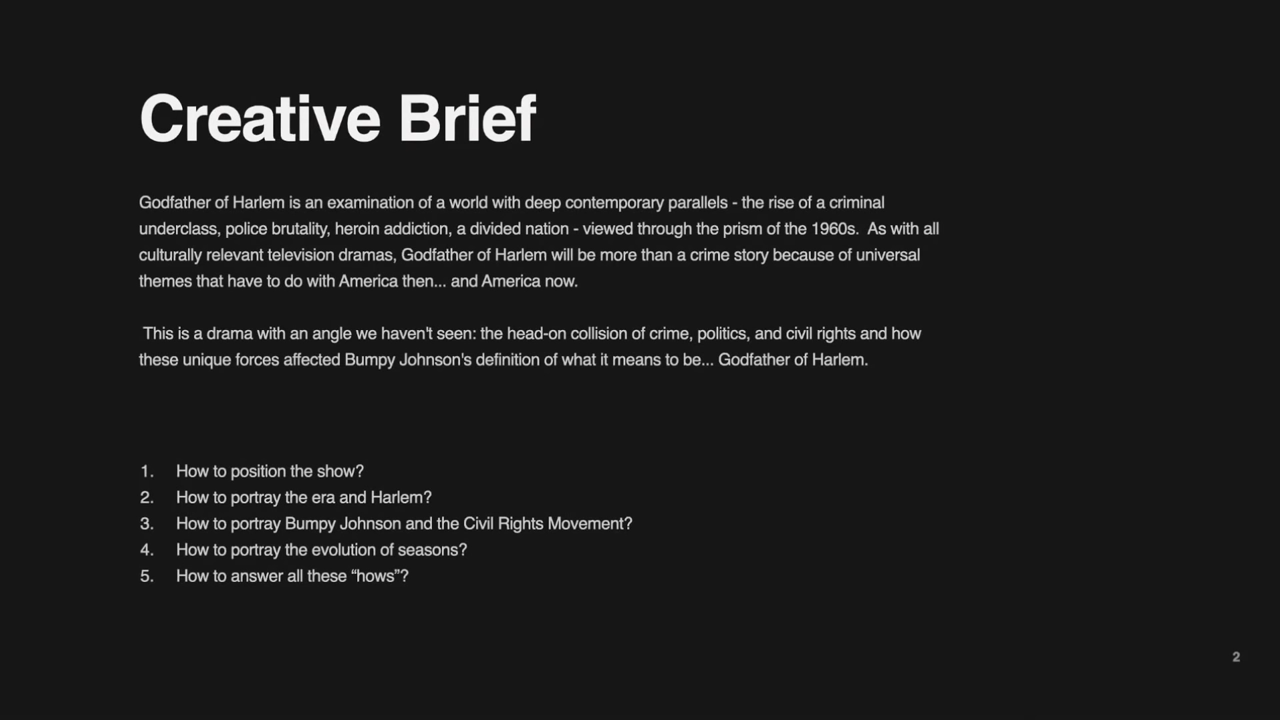 Creative Brief
Godfather of Harlem is an examination of a world with deep contemporary parallels - the rise of a criminal
underclass, police brutality, heroin addiction, a divided nation - viewed through the prism of the 1960s.  As with all
culturally relevant television dramas, Godfather of Harlem will be more than a crime story because of universal
themes that have to do with America then... and America now.
This is a drama with an angle we haven't seen: the head-on collision of crime, politics, and civil rights and how
these unique forces affected Bumpy Johnson's definition of what it means to be... Godfather of Harlem.
1. How to position the show?
2. How to portray the era and Harlem?
3. How to portray Bumpy Johnson and the Civil Rights Movement?
4. How to portray the evolution of seasons?
5. How to answer all these “hows”?
2